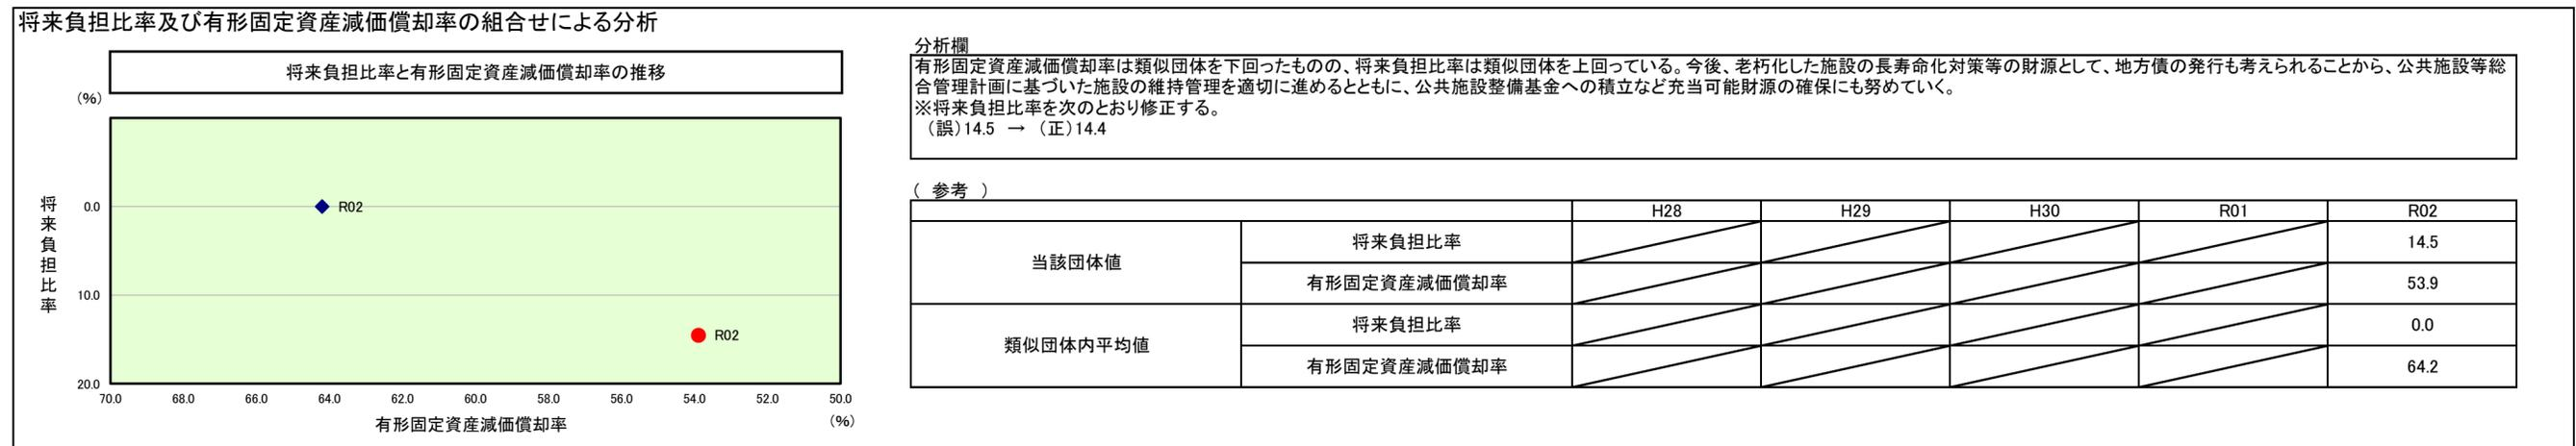 将来負担比率及び有形固定資産減価償却率の組合せによる分析
将来負担比率と有形固定資産減価償却率の推移
(%)
将来負担比率
0.0
10.0
20.0
R02
R02
70.0 68.0 66.0 64.0 62.0 60.0 58.0 56.0 54.0 52.0 50.0
有形固定資産減価償却率
(%)
分析欄
有形固定資産減価償却率は類似団体を下回ったものの、将来負担比率は類似団体を上回っている。今後、老朽化した施設の長寿命化対策等の財源として、地方債の発行も考えられることから、公共施設等総
合管理計画に基づいた施設の維持管理を適切に進めるとともに、公共施設整備基金への積立など充当可能財源の確保にも努めていく。
※将来負担比率を次のとおり修正する。
(誤)14.5 → (正)14.4
( 参考 )
H28 H29 H30 R01 R02
当該団体値
将来負担比率 14.5
有形固定資産減価償却率 53.9
類似団体内平均値
将来負担比率 0.0
有形固定資産減価償却率 64.2